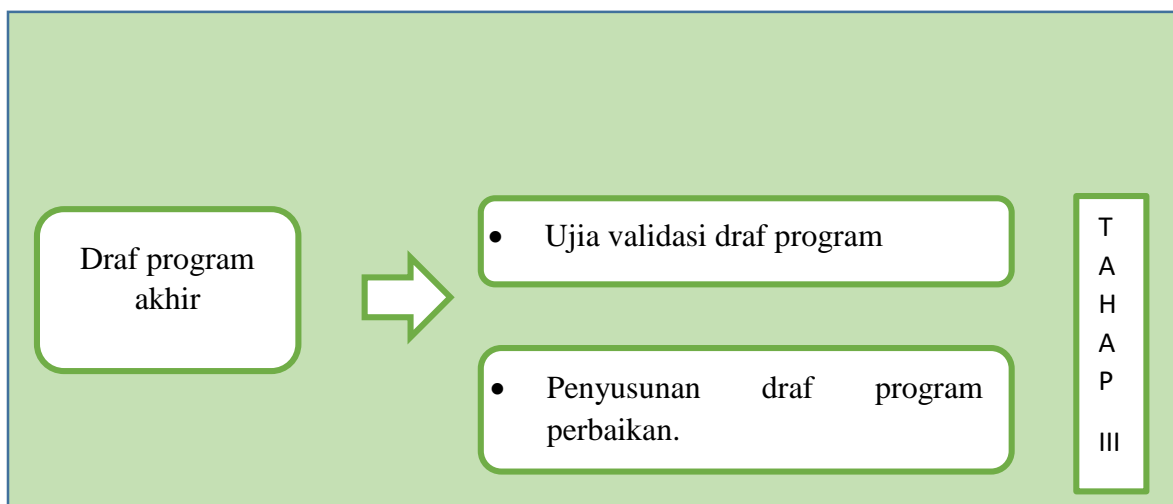 Draf program
akhir
• Ujia validasi draf program
• Penyusunan draf program
perbaikan.
T
A
H
A
P
III